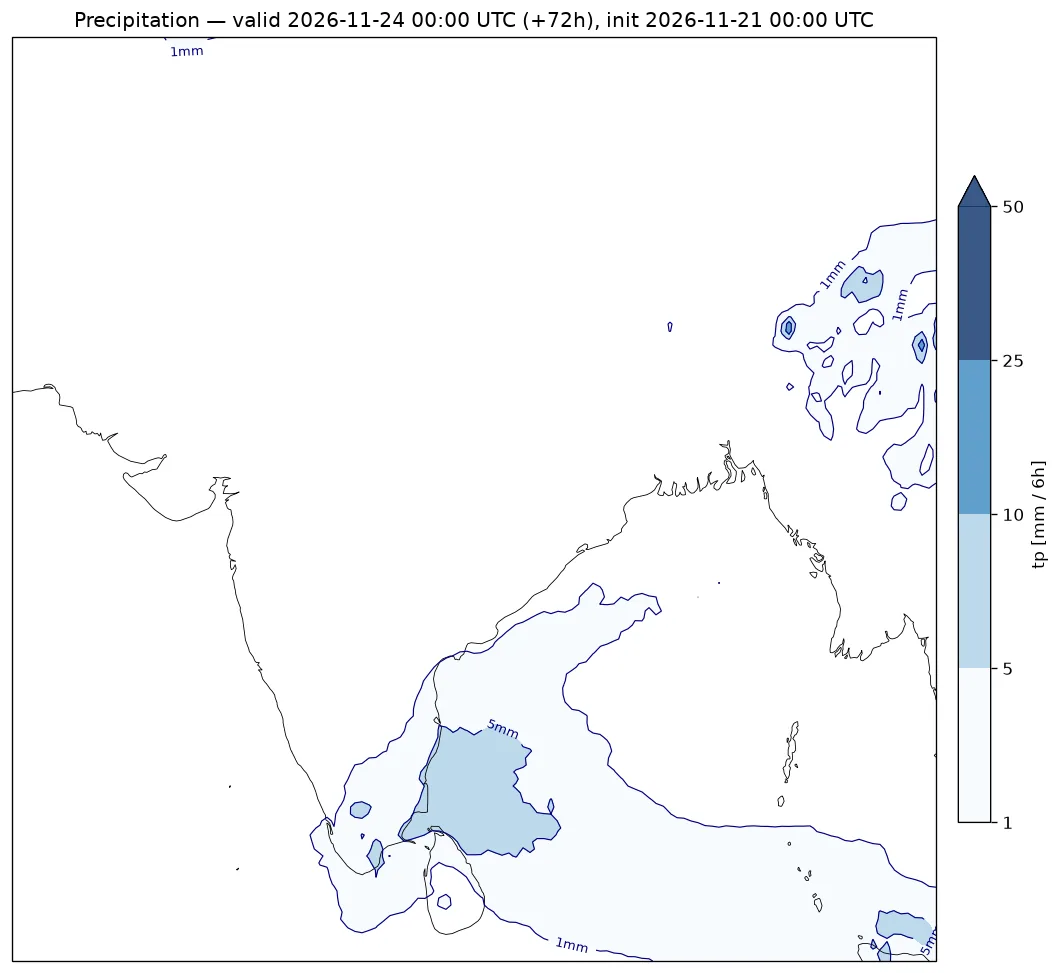 Precipitation — valid 2026-11-24 00:00 UTC (+72h), init 2026-11-21 00:00 UTC
1mm
50
1mm
1mm
25
tp [mm / 6h]
10
5
5mm
1
5mm
1mm